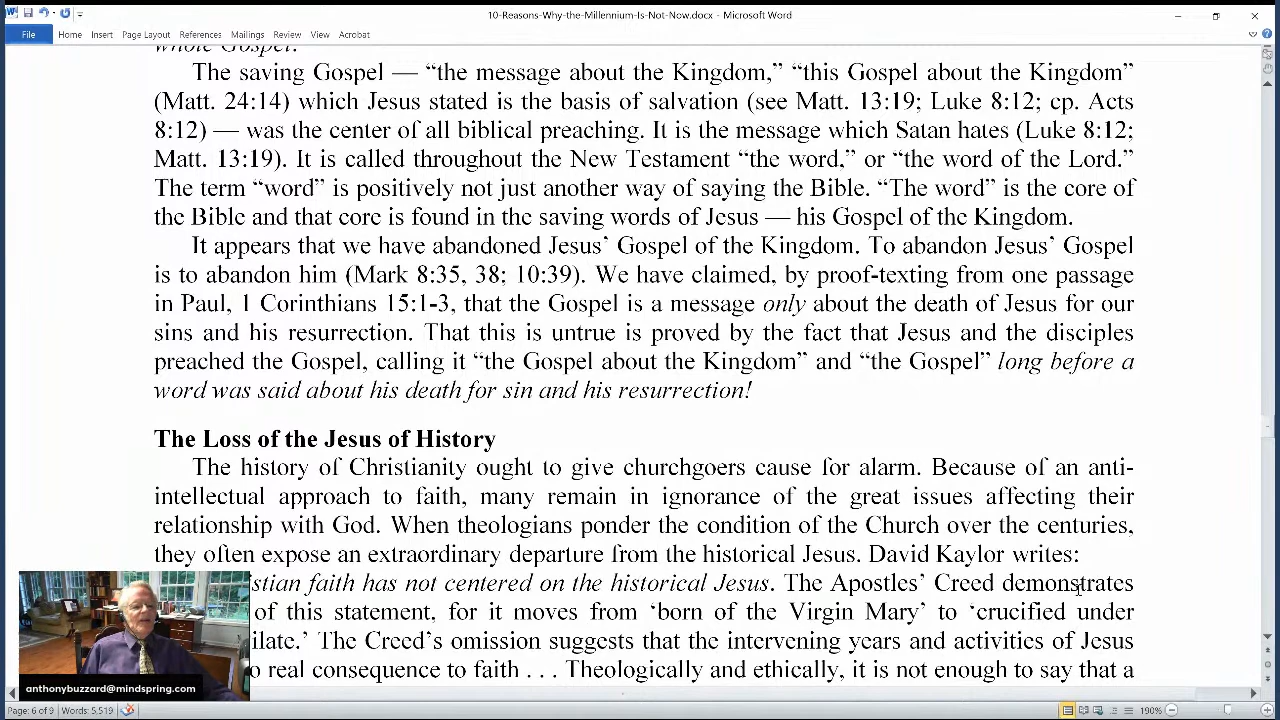 10-Reasons-Why-the-Millennium-Is-Not-Now.docx - Microsoft Word
File Home Insert Page Layout References Mailings Review View Acrobat
whole Gospel.
The saving Gospel — “the message about the Kingdom,” “this Gospel about the Kingdom”
(Matt. 24:14) which Jesus stated is the basis of salvation (see Matt. 13:19; Luke 8:12; cp. Acts
8:12) — was the center of all biblical preaching. It is the message which Satan hates (Luke 8:12;
Matt. 13:19). It is called throughout the New Testament “the word,” or “the word of the Lord.”
The term “word” is positively not just another way of saying the Bible. “The word” is the core of
the Bible and that core is found in the saving words of Jesus — his Gospel of the Kingdom.
It appears that we have abandoned Jesus’ Gospel of the Kingdom. To abandon Jesus’ Gospel
is to abandon him (Mark 8:35, 38; 10:39). We have claimed, by proof-texting from one passage
in Paul, 1 Corinthians 15:1-3, that the Gospel is a message only about the death of Jesus for our
sins and his resurrection. That this is untrue is proved by the fact that Jesus and the disciples
preached the Gospel, calling it “the Gospel about the Kingdom” and “the Gospel” long before a
word was said about his death for sin and his resurrection!
The Loss of the Jesus of History
The history of Christianity ought to give churchgoers cause for alarm. Because of an anti-
intellectual approach to faith, many remain in ignorance of the great issues affecting their
relationship with God. When theologians ponder the condition of the Church over the centuries,
they often expose an extraordinary departure from the historical Jesus. David Kaylor writes:
stian faith has not centered on the historical Jesus. The Apostles’ Creed demonstrates
of this statement, for it moves from ‘born of the Virgin Mary’ to ‘crucified under
ilate.’ The Creed’s omission suggests that the intervening years and activities of Jesus
o real consequence to faith . . . Theologically and ethically, it is not enough to say that a
anthonybuzzard@mindspring.com
Page: 6 of 9 Words: 5,519 190%